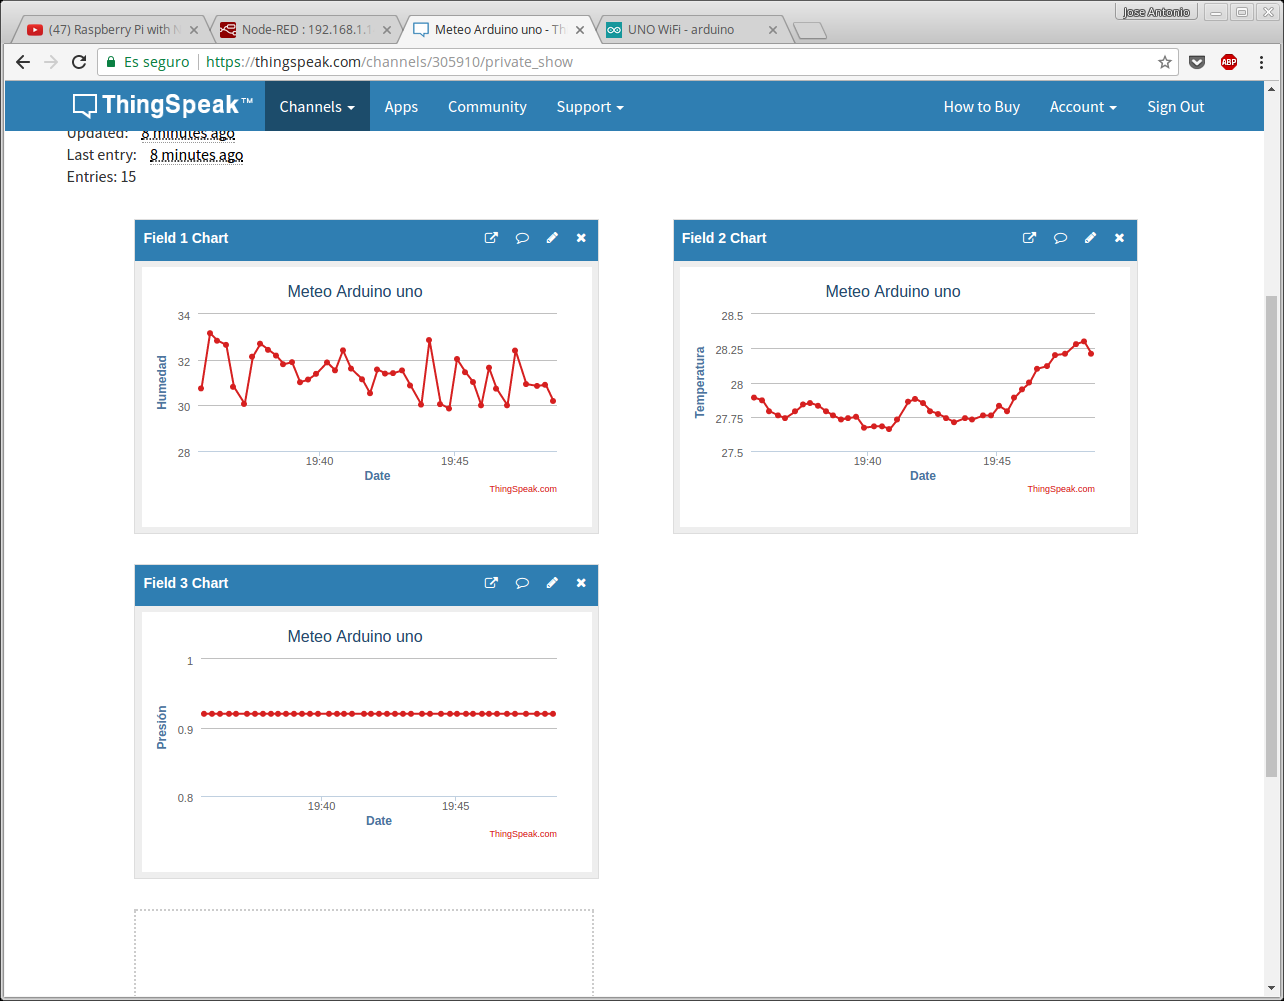 Jose Antonio
(47) Raspberry Pi with N
Node-RED : 192.168.1.1
Meteo Arduino uno - Th
UNO WiFi - arduino
Es seguro
https://thingspeak.com/channels/305910/private_show
ABP
ThingSpeak™
Channels
Apps
Community
Support
How to Buy
Account
Sign Out
Updated: 8 minutes ago
Last entry: 8 minutes ago
Entries: 15
Field 1 Chart
Meteo Arduino uno
Humedad
34
32
30
28
19:40
19:45
Date
ThingSpeak.com
Field 2 Chart
Meteo Arduino uno
Temperatura
28.5
28.25
28
27.75
27.5
19:40
19:45
Date
ThingSpeak.com
Field 3 Chart
Meteo Arduino uno
Presión
1
0.9
0.8
19:40
19:45
Date
ThingSpeak.com